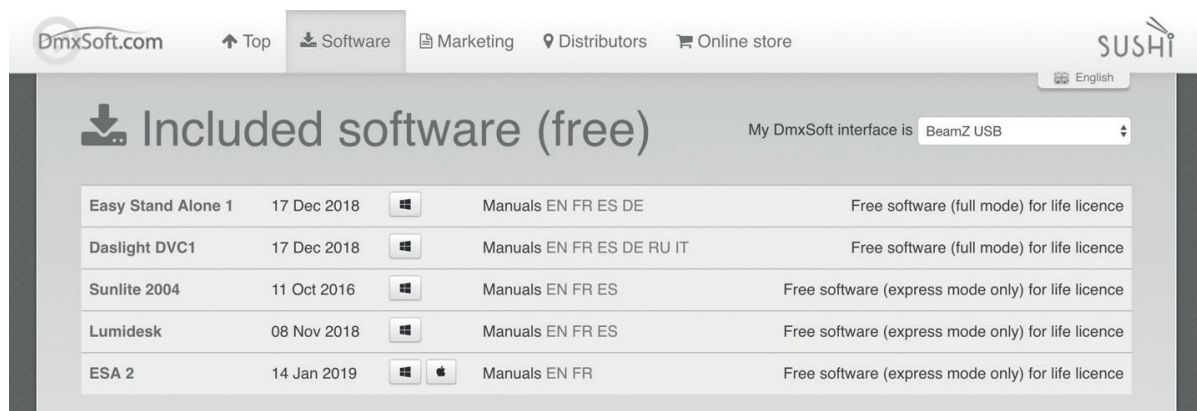 DmxSoft.com Top Software Marketing Distributors Online store SUSHi
English
Included software (free) My DmxSoft interface is BeamZ USB
Easy Stand Alone 1 17 Dec 2018 Manuals EN FR ES DE Free software (full mode) for life licence
Daslight DVC1 17 Dec 2018 Manuals EN FR ES DE RU IT Free software (full mode) for life licence
Sunlite 2004 11 Oct 2016 Manuals EN FR ES Free software (express mode only) for life licence
Lumidesk 08 Nov 2018 Manuals EN FR ES Free software (express mode only) for life licence
ESA 2 14 Jan 2019 Manuals EN FR Free software (express mode only) for life licence